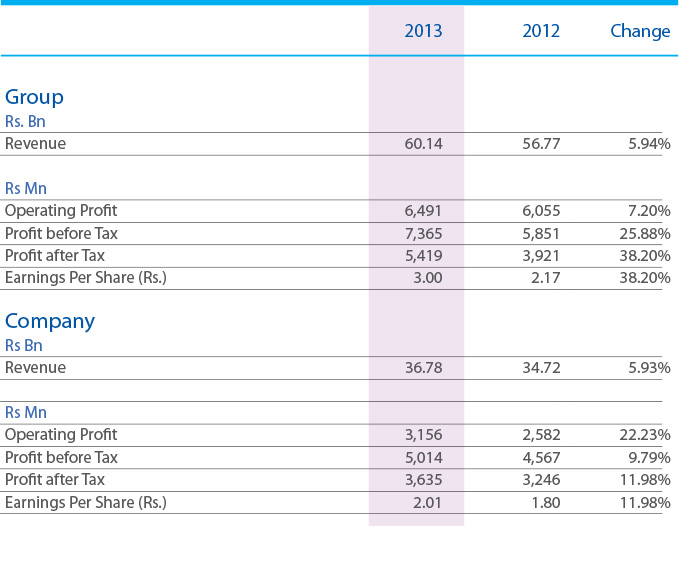 2013 2012 Change
Group
Rs. Bn
Revenue 60.14 56.77 5.94%
Rs Mn
Operating Profit 6,491 6,055 7.20%
Profit before Tax 7,365 5,851 25.88%
Profit after Tax 5,419 3,921 38.20%
Earnings Per Share (Rs.) 3.00 2.17 38.20%
Company
Rs Bn
Revenue 36.78 34.72 5.93%
Rs Mn
Operating Profit 3,156 2,582 22.23%
Profit before Tax 5,014 4,567 9.79%
Profit after Tax 3,635 3,246 11.98%
Earnings Per Share (Rs.) 2.01 1.80 11.98%